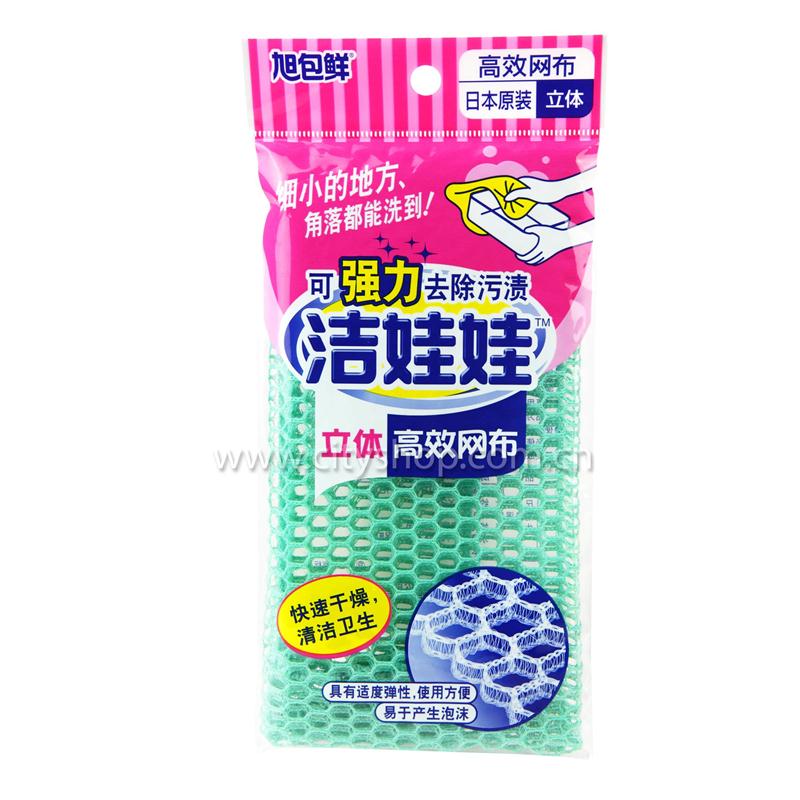 旭包鲜®
高效网布
日本原装 立体
细小的地方、
角落都能洗到!
可强力去除污渍
洁娃娃™
立体 高效网布
www.cityshop.com.cn
快速干燥,
清洁卫生
具有适度弹性,使用方便
易于产生泡沫